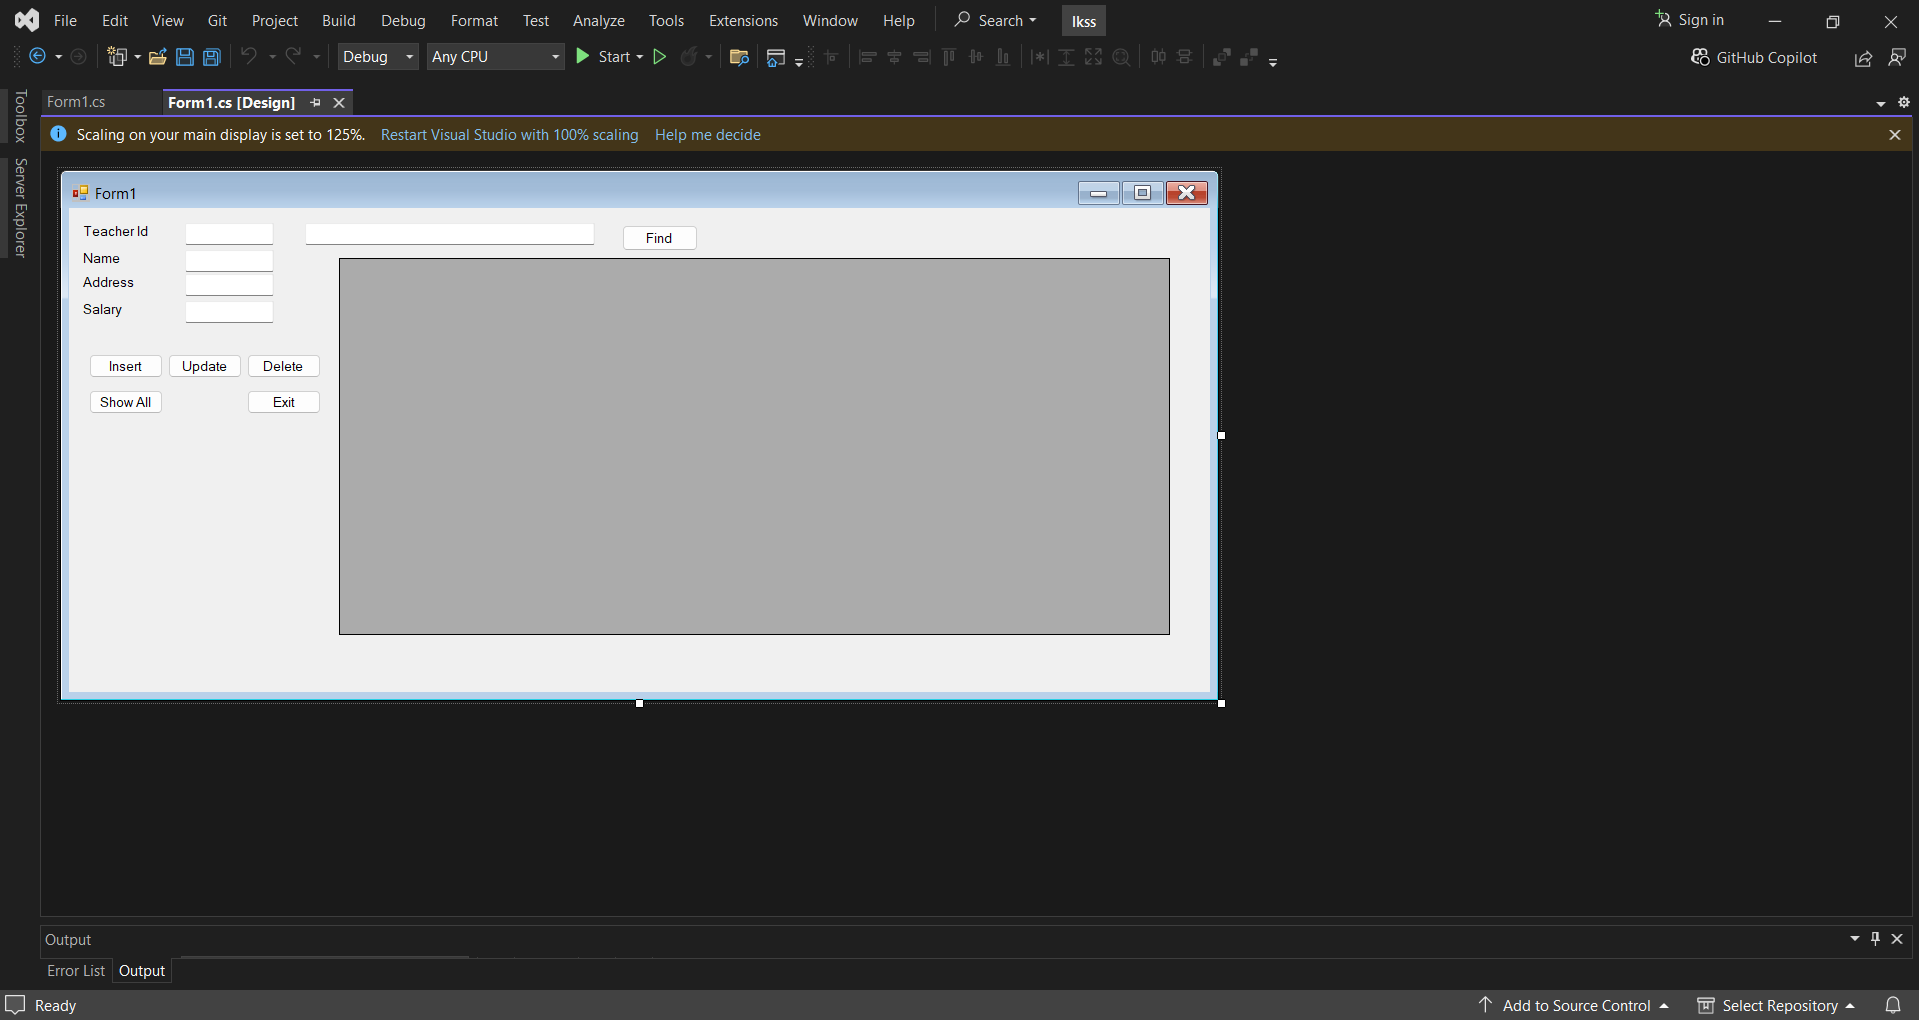 File Edit View Git Project Build Debug Format Test Analyze Tools Extensions Window Help Search lkss Sign in
Debug Any CPU Start GitHub Copilot
Form1.cs Form1.cs [Design]
Scaling on your main display is set to 125%. Restart Visual Studio with 100% scaling Help me decide
Toolbox
Server Explorer
Form1
Teacher Id Find
Name
Address
Salary
Insert Update Delete
Show All Exit
Output
Error List Output
Ready Add to Source Control Select Repository